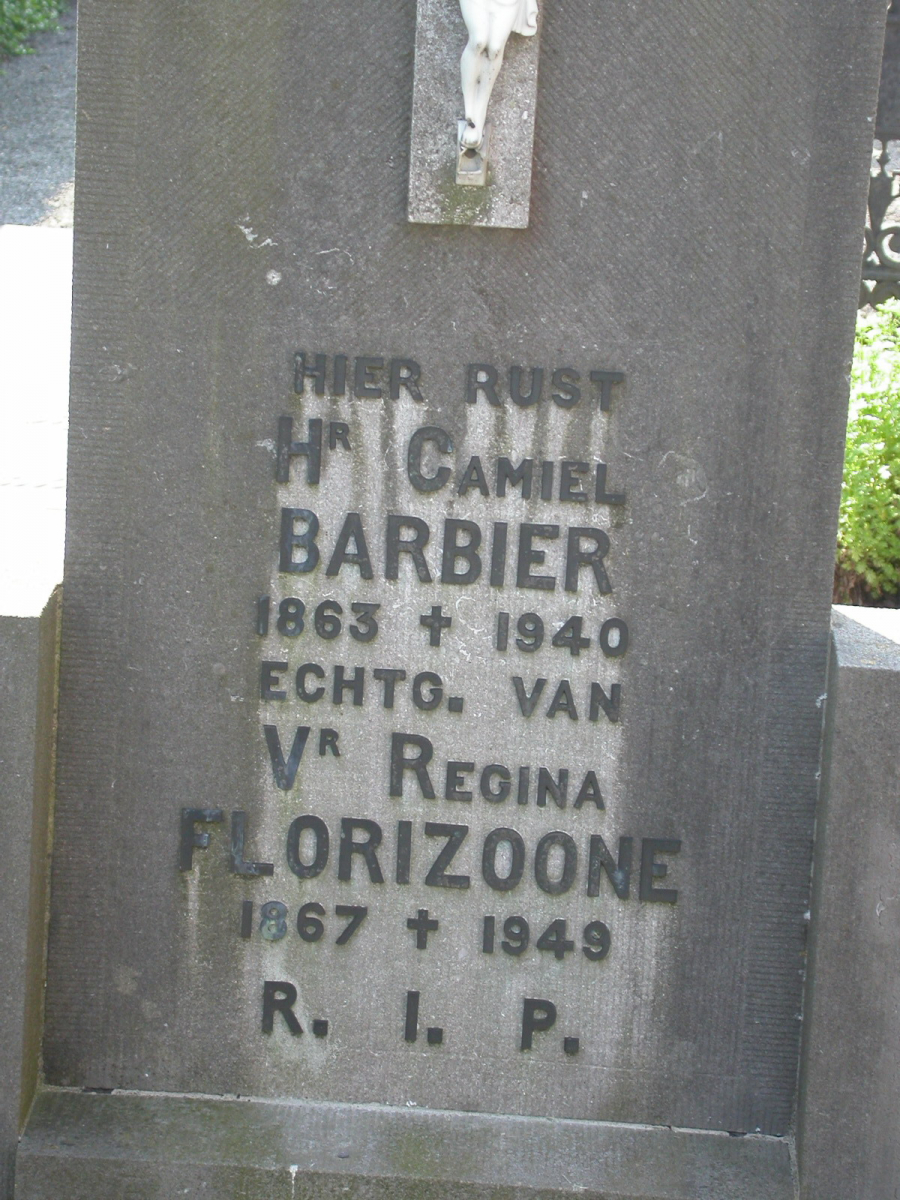 HIER RUST
Hr CAMIEL
BARBIER
1863 ✝ 1940
ECHTG. VAN
Vr REGINA
FLORIZOONE
1867 ✝ 1949
R. I. P.